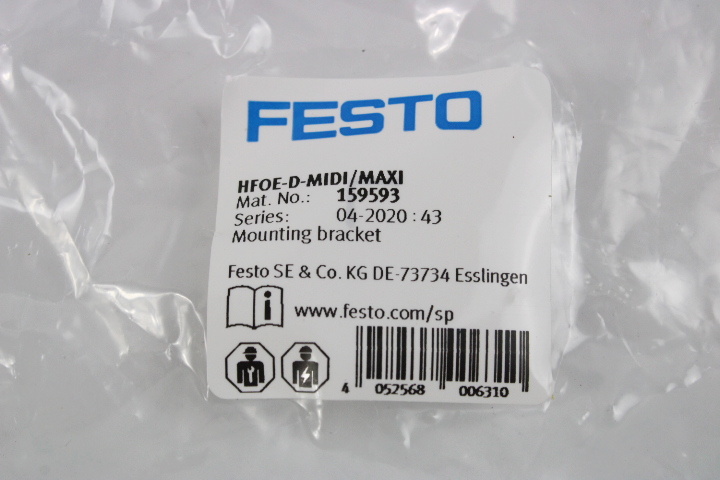 FESTO
HFOE-D-MIDI/MAXI
Mat. No.: 159593
Series: 04-2020 : 43
Mounting bracket
Festo SE & Co. KG DE-73734 Esslingen
www.festo.com/sp
4 052568 006310